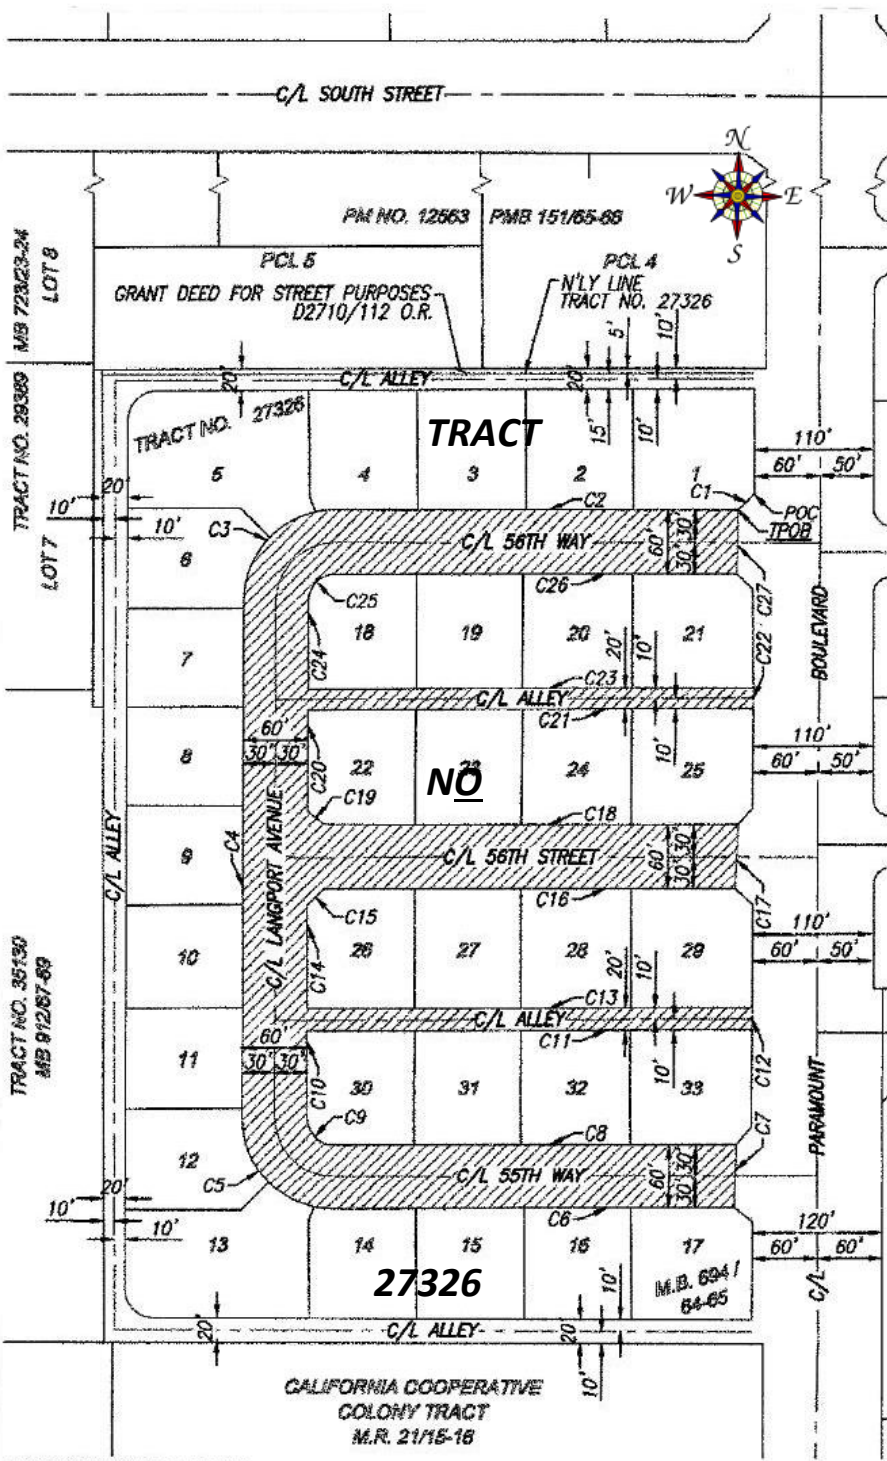 C/L SOUTH STREET
N
W E
S
PM NO. 12563 PMB 151/65-66
MB 723/23-24
LOT 8
PCL 5
PCL 4
GRANT DEED FOR STREET PURPOSES
D2710/112 O.R.
N'LY LINE
TRACT NO. 27326
5'
10'
20'
C/L ALLEY
20'
15'
10'
TRACT NO. 27326
TRACT
TRACT NO. 29389
LOT 7
110'
60' 50'
5
4
3
2
1
C1
POC
TPOB
20'
10'
10'
C2
C3
C/L 56TH WAY
60'
30'
30'
C26
C27
6
C25
18
19
20
21
C24
20'
10'
C22
BOULEVARD
7
C23
C/L ALLEY
C21
10'
60'
30' 30'
C20
110'
60' 50'
8
22
23
24
25
NO
C19
C18
C4
C/L ALLEY
9
C/L LANGPORT AVENUE
C/L 56TH STREET
60'
30'
30'
C16
C17
C15
110'
60' 50'
10
C14
26
27
28
29
20'
10'
TRACT NO. 35130
MB 912/67-69
C13
C/L ALLEY
C11
10'
C12
60'
30' 30'
C10
11
30
31
32
33
C9
C8
C7
PARAMOUNT
12
C5
C/L 55TH WAY
60'
30'
30'
C6
20'
10'
10'
120'
60' 60'
13
14
15
16
17
M.B. 694/
64-65
C/L
27326
10'
20'
C/L ALLEY
20'
10'
CALIFORNIA COOPERATIVE
COLONY TRACT
M.R. 21/15-16